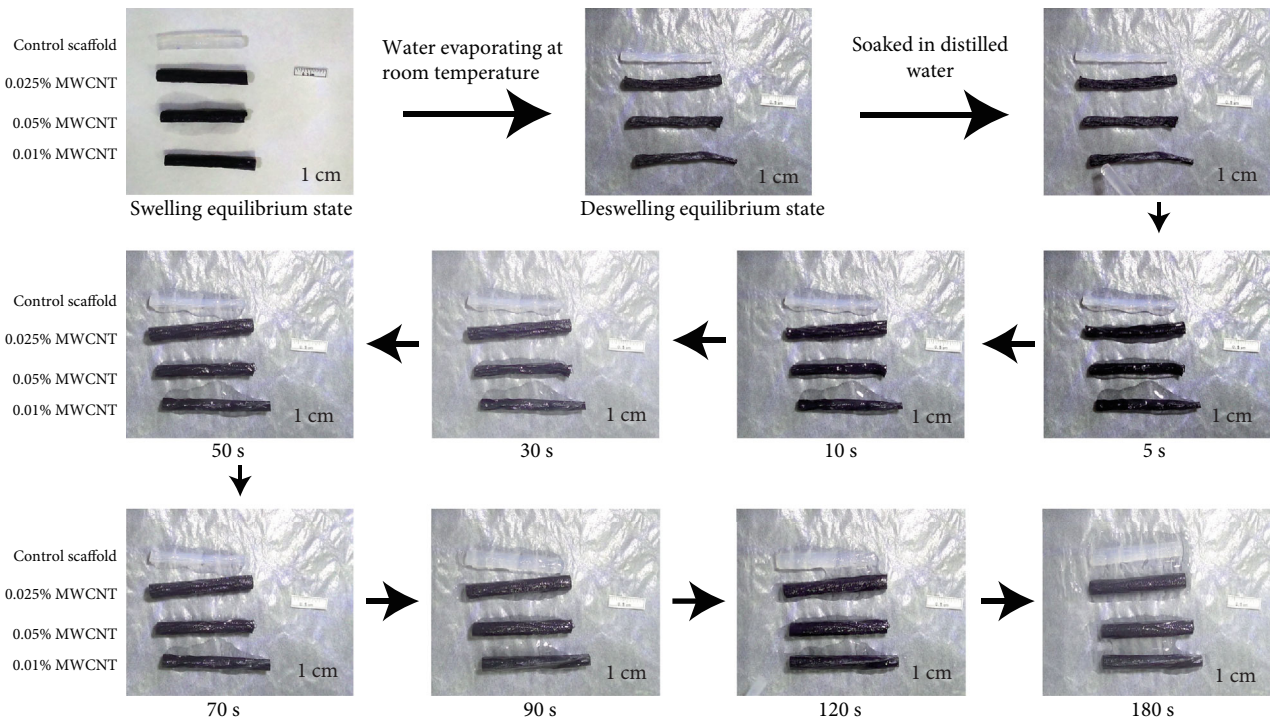 Control scaffold
0.025% MWCNT
0.05% MWCNT
0.01% MWCNT
1 cm
Swelling equilibrium state
Water evaporating at
room temperature
1 cm
Deswelling equilibrium state
Soaked in distilled
water
1 cm
Control scaffold
0.025% MWCNT
0.05% MWCNT
0.01% MWCNT
1 cm
50 s
1 cm
30 s
1 cm
10 s
1 cm
5 s
Control scaffold
0.025% MWCNT
0.05% MWCNT
0.01% MWCNT
1 cm
70 s
1 cm
90 s
1 cm
120 s
1 cm
180 s